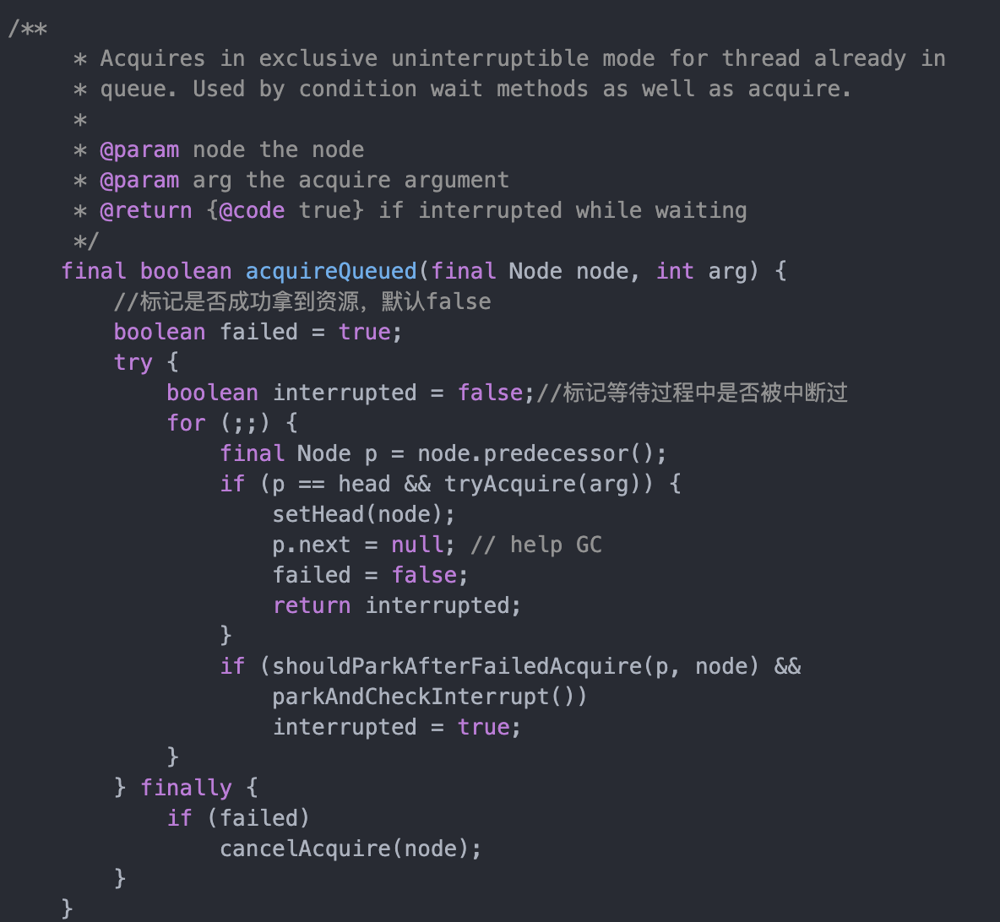 /**
     * Acquires in exclusive uninterruptible mode for thread already in
     * queue. Used by condition wait methods as well as acquire.
     *
     * @param node the node
     * @param arg the acquire argument
     * @return {@code true} if interrupted while waiting
     */
    final boolean acquireQueued(final Node node, int arg) {
        //标记是否成功拿到资源，默认false
        boolean failed = true;
        try {
            boolean interrupted = false;//标记等待过程中是否被中断过
            for (;;) {
                final Node p = node.predecessor();
                if (p == head && tryAcquire(arg)) {
                    setHead(node);
                    p.next = null; // help GC
                    failed = false;
                    return interrupted;
                }
                if (shouldParkAfterFailedAcquire(p, node) &&
                    parkAndCheckInterrupt())
                    interrupted = true;
            }
        } finally {
            if (failed)
                cancelAcquire(node);
        }
    }